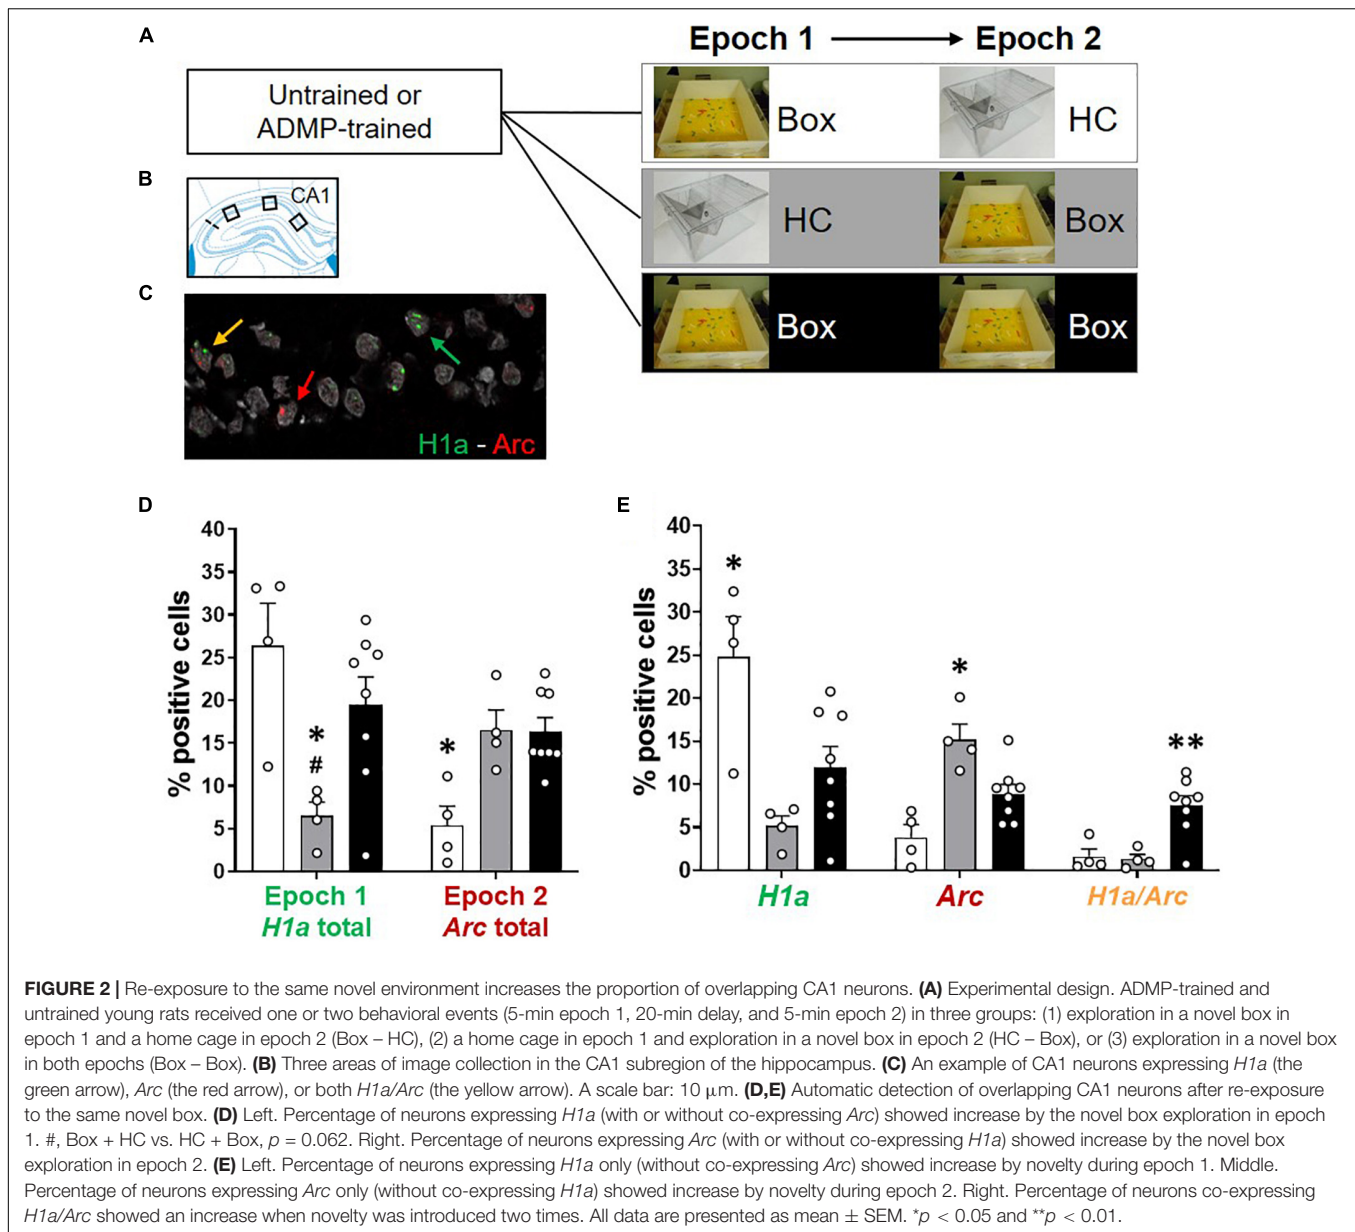 A
Epoch 1 → Epoch 2
Untrained or
ADMP-trained
Box
HC
B
CA1
HC
Box
C
Box
Box
H1a - Arc
D
% positive cells
40
35
30
25
20
15
10
5
0
*
#
*
Epoch 1
H1a total
Epoch 2
Arc total
E
% positive cells
40
35
30
25
20
15
10
5
0
*
*
**
H1a
Arc
H1a/Arc
FIGURE 2 | Re-exposure to the same novel environment increases the proportion of overlapping CA1 neurons. (A) Experimental design. ADMP-trained and
untrained young rats received one or two behavioral events (5-min epoch 1, 20-min delay, and 5-min epoch 2) in three groups: (1) exploration in a novel box in
epoch 1 and a home cage in epoch 2 (Box – HC), (2) a home cage in epoch 1 and exploration in a novel box in epoch 2 (HC – Box), or (3) exploration in a novel box
in both epochs (Box – Box). (B) Three areas of image collection in the CA1 subregion of the hippocampus. (C) An example of CA1 neurons expressing H1a (the
green arrow), Arc (the red arrow), or both H1a/Arc (the yellow arrow). A scale bar: 10 μm. (D,E) Automatic detection of overlapping CA1 neurons after re-exposure
to the same novel box. (D) Left. Percentage of neurons expressing H1a (with or without co-expressing Arc) showed increase by the novel box exploration in epoch
1. #, Box + HC vs. HC + Box, p = 0.062. Right. Percentage of neurons expressing Arc (with or without co-expressing H1a) showed increase by the novel box
exploration in epoch 2. (E) Left. Percentage of neurons expressing H1a only (without co-expressing Arc) showed increase by novelty during epoch 1. Middle.
Percentage of neurons expressing Arc only (without co-expressing H1a) showed increase by novelty during epoch 2. Right. Percentage of neurons co-expressing
H1a/Arc showed an increase when novelty was introduced two times. All data are presented as mean ± SEM. *p < 0.05 and **p < 0.01.